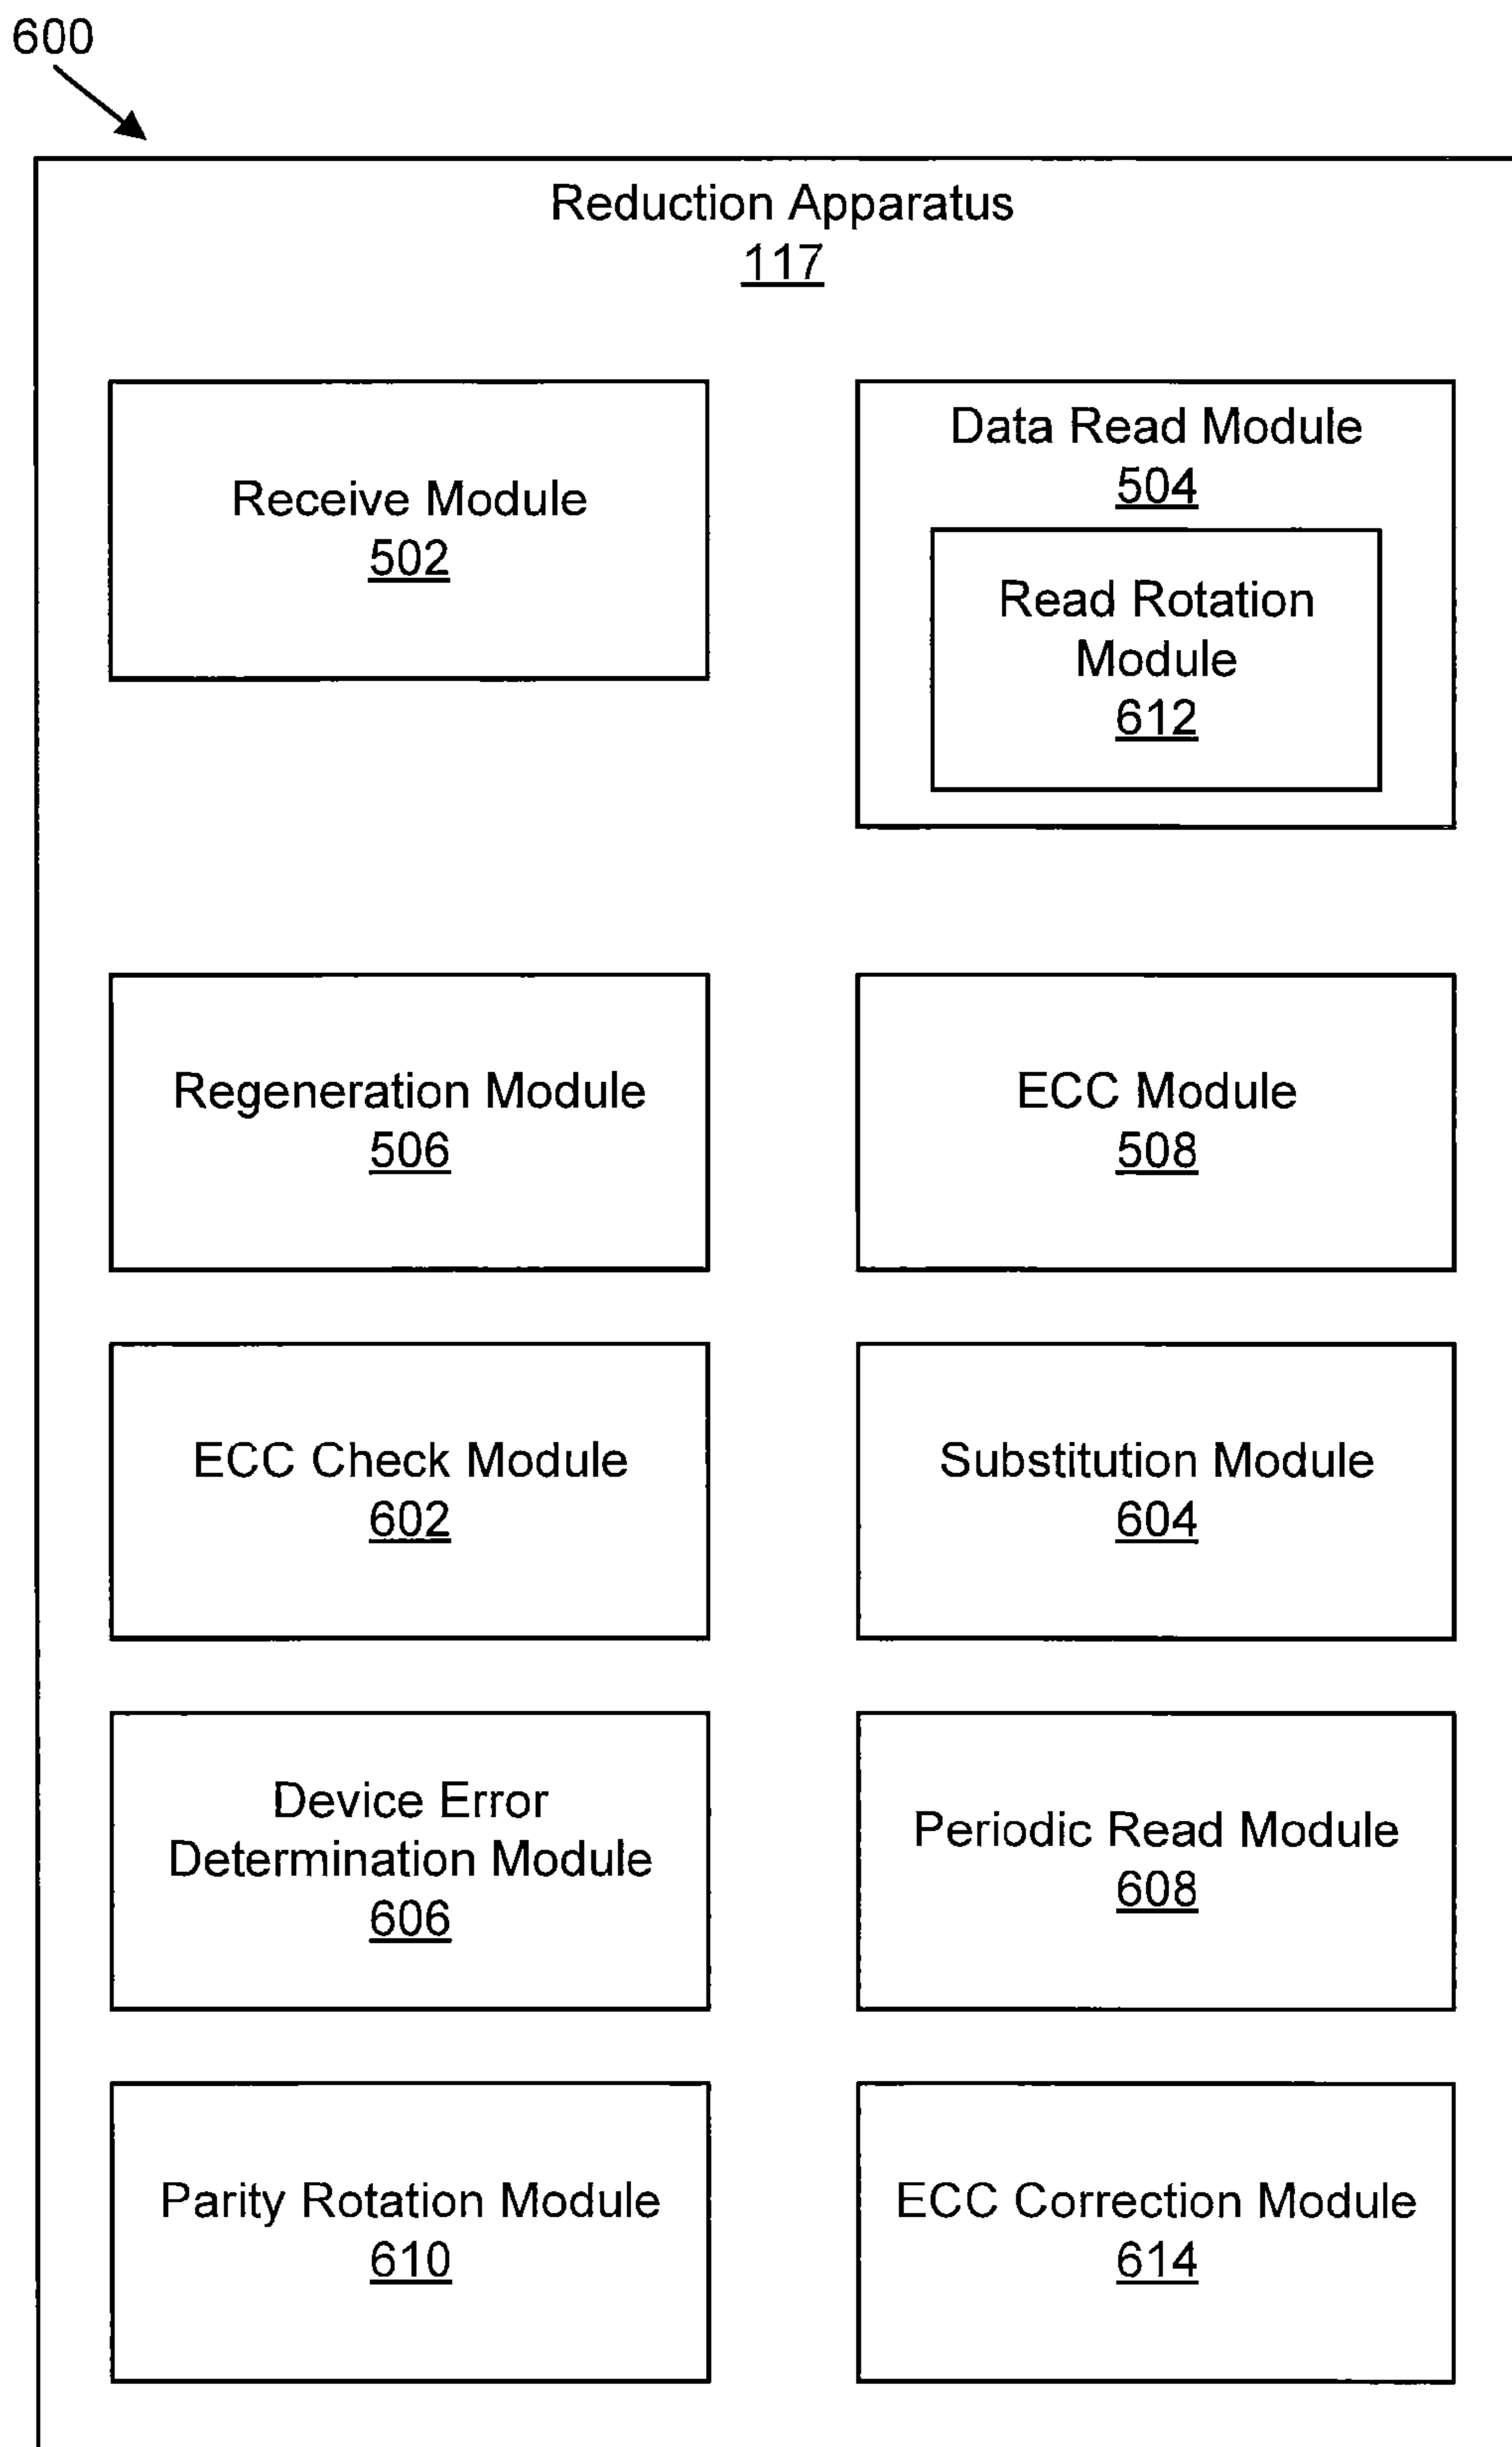 600
Reduction Apparatus
117
Receive Module
502
Data Read Module
504
Read Rotation
Module
612
Regeneration Module
506
ECC Module
508
ECC Check Module
602
Substitution Module
604
Device Error
Determination Module
606
Periodic Read Module
608
Parity Rotation Module
610
ECC Correction Module
614